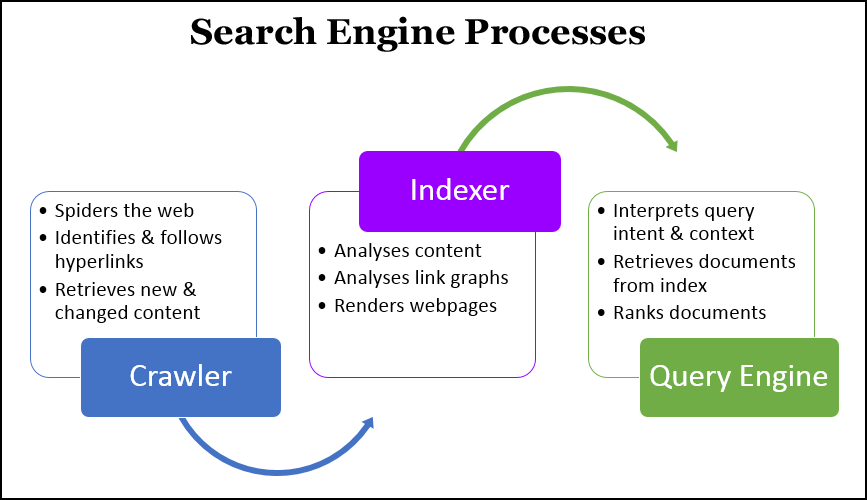 Search Engine Processes
• Spiders the web
• Identifies & follows
hyperlinks
• Retrieves new &
changed content
Crawler
Indexer
• Analyses content
• Analyses link graphs
• Renders webpages
• Interprets query
intent & context
• Retrieves documents
from index
• Ranks documents
Query Engine